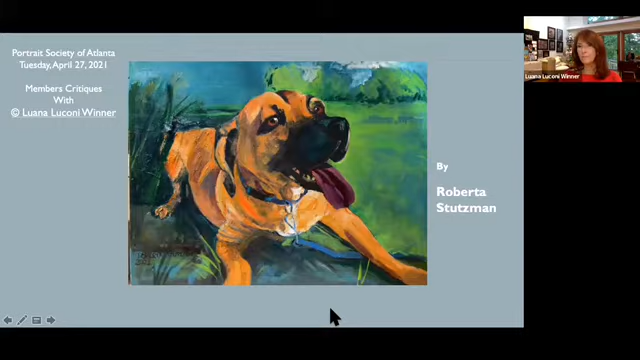 Portrait Society of Atlanta
Tuesday, April 27, 2021
Members Critiques
With
© Luana Luconi Winner
By
Roberta
Stutzman
Luana Luconi Winner